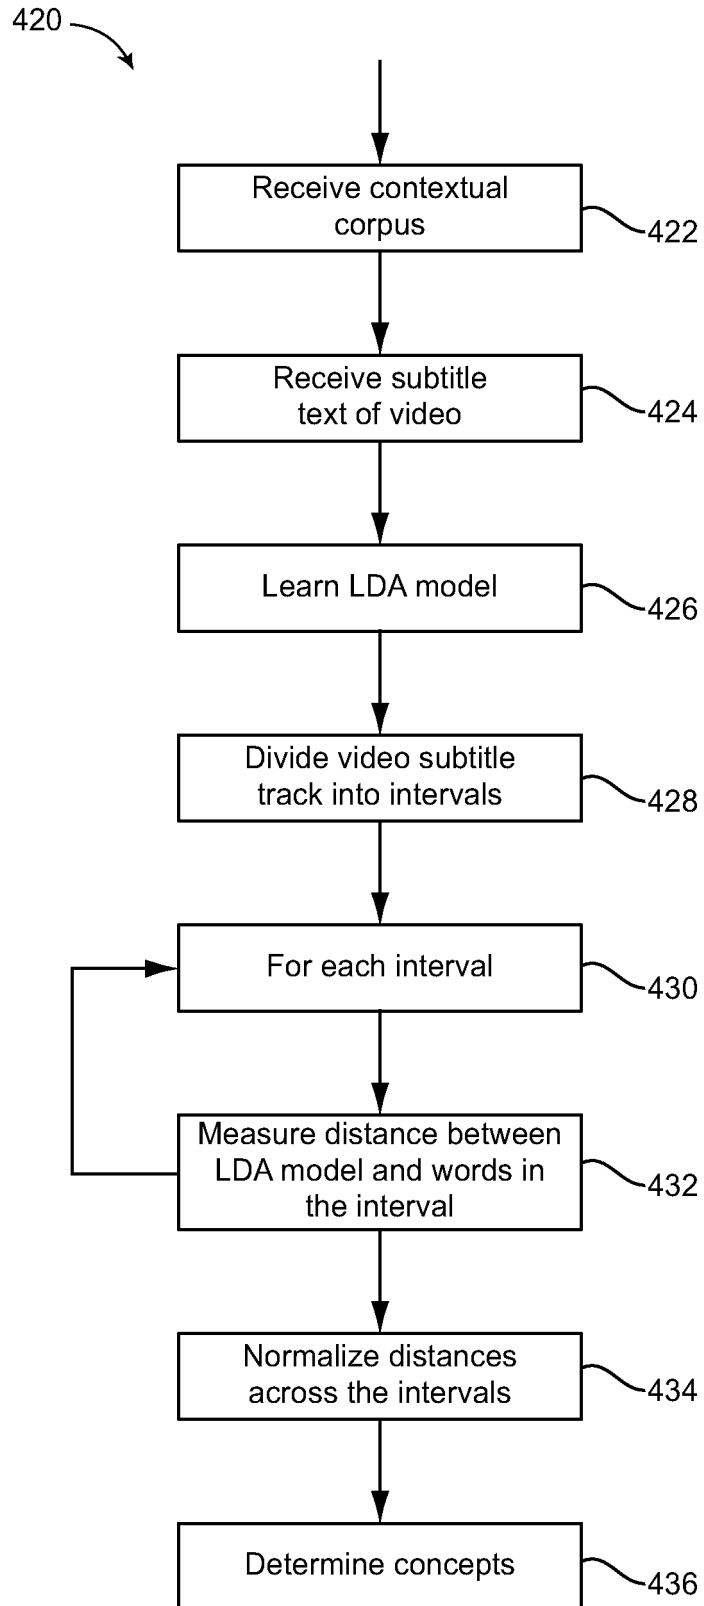 420
Receive contextual
corpus
422
Receive subtitle
text of video
424
Learn LDA model
426
Divide video subtitle
track into intervals
428
For each interval
430
Measure distance between
LDA model and words in
the interval
432
Normalize distances
across the intervals
434
Determine concepts
436